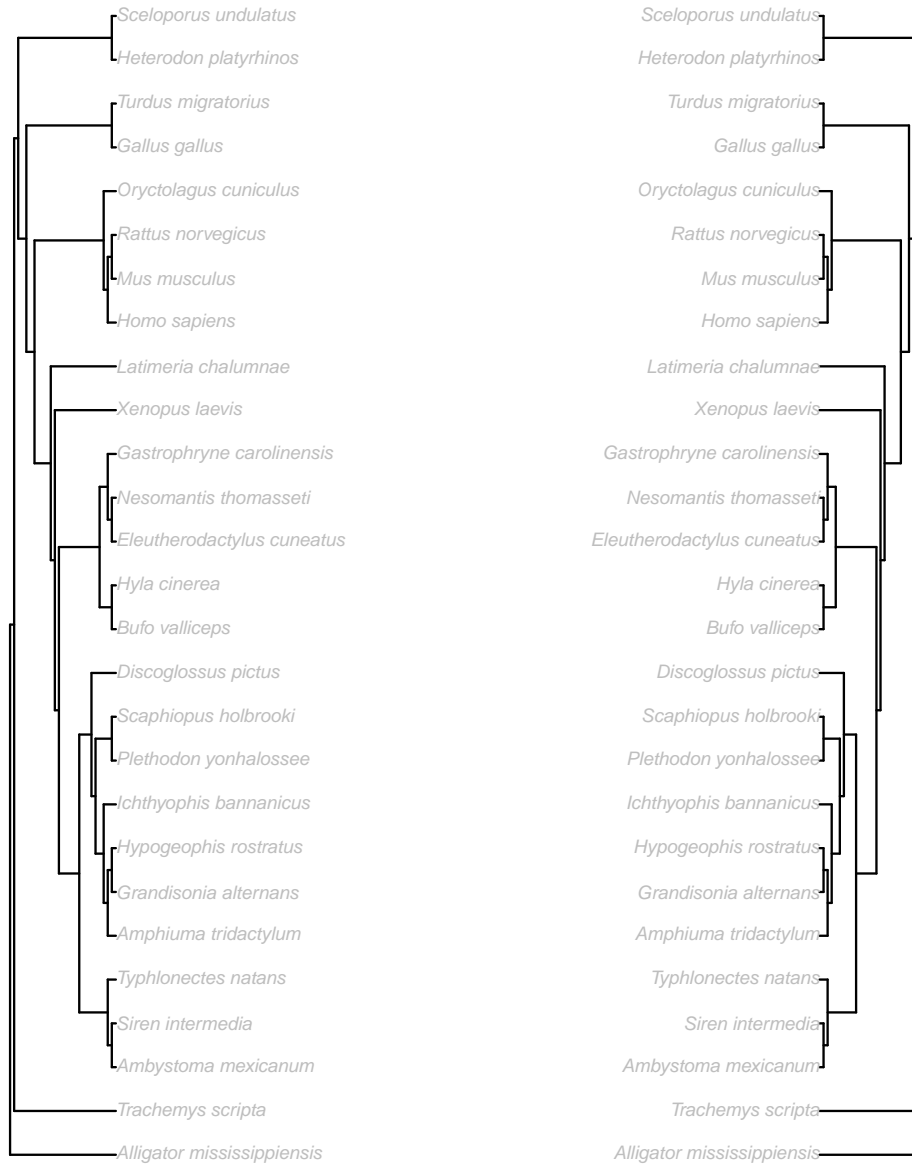 Sceloporus undulatus Sceloporus undulatus
Heterodon platyrhinos Heterodon platyrhinos
Turdus migratorius Turdus migratorius
Gallus gallus Gallus gallus
Oryctolagus cuniculus Oryctolagus cuniculus
Rattus norvegicus Rattus norvegicus
Mus musculus Mus musculus
Homo sapiens Homo sapiens
Latimeria chalumnae Latimeria chalumnae
Xenopus laevis Xenopus laevis
Gastrophryne carolinensis Gastrophryne carolinensis
Nesomantis thomasseti Nesomantis thomasseti
Eleutherodactylus cuneatus Eleutherodactylus cuneatus
Hyla cinerea Hyla cinerea
Bufo valliceps Bufo valliceps
Discoglossus pictus Discoglossus pictus
Scaphiopus holbrooki Scaphiopus holbrooki
Plethodon yonhalossee Plethodon yonhalossee
Ichthyophis bannanicus Ichthyophis bannanicus
Hypogeophis rostratus Hypogeophis rostratus
Grandisonia alternans Grandisonia alternans
Amphiuma tridactylum Amphiuma tridactylum
Typhlonectes natans Typhlonectes natans
Siren intermedia Siren intermedia
Ambystoma mexicanum Ambystoma mexicanum
Trachemys scripta Trachemys scripta
Alligator mississippiensis Alligator mississippiensis